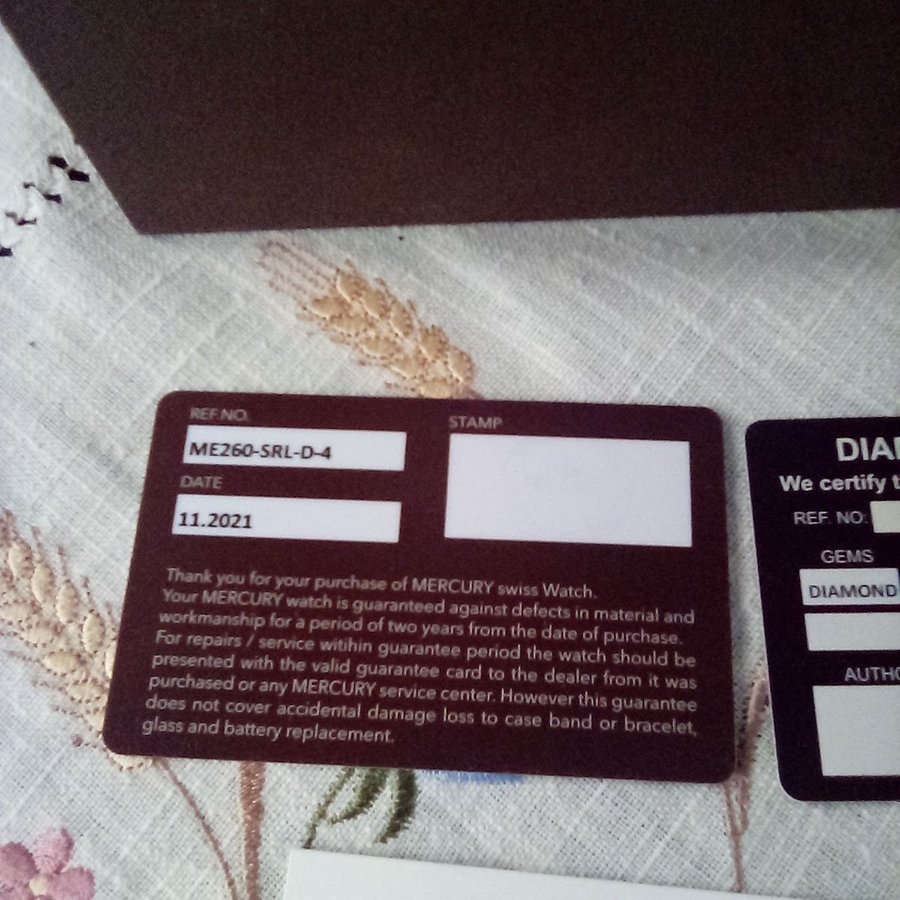 REF.NO.
ME260-SRL-D-4
STAMP
DATE
11.2021
Thank you for your purchase of MERCURY swiss Watch.
Your MERCURY watch is guaranteed against defects in material and
workmanship for a period of two years from the date of purchase.
For repairs / service witihin guarantee period the watch should be
presented with the valid guarantee card to the dealer from it was
purchased or any MERCURY service center. However this guarantee
does not cover accidental damage loss to case band or bracelet,
glass and battery replacement.
We certify
REF. NO:
GEMS
DIAMOND